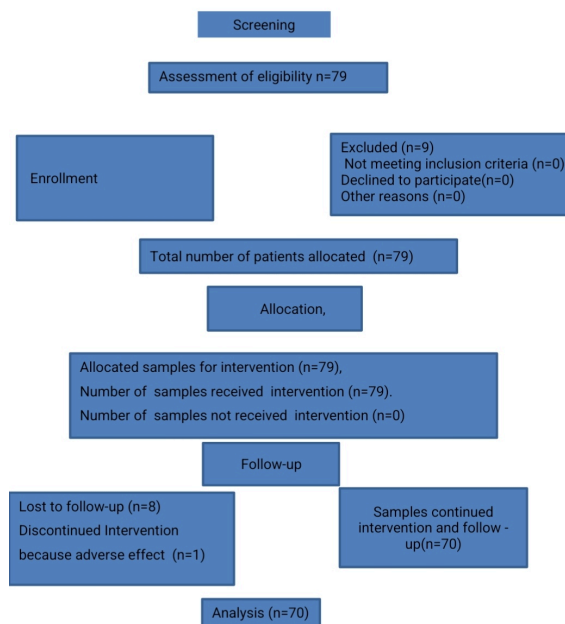 Screening
Assessment of eligibility n=79
Enrollment
Excluded (n=9)
Not meeting inclusion criteria (n=0)
Declined to participate(n=0)
Other reasons (n=0)
Total number of patients allocated (n=79)
Allocation,
Allocated samples for intervention (n=79),
Number of samples received intervention (n=79).
Number of samples not received intervention (n=0)
Follow-up
Lost to follow-up (n=8)
Discontinued Intervention
because adverse effect (n=1)
Samples continued
intervention and follow -
up(n=70)
Analysis (n=70)